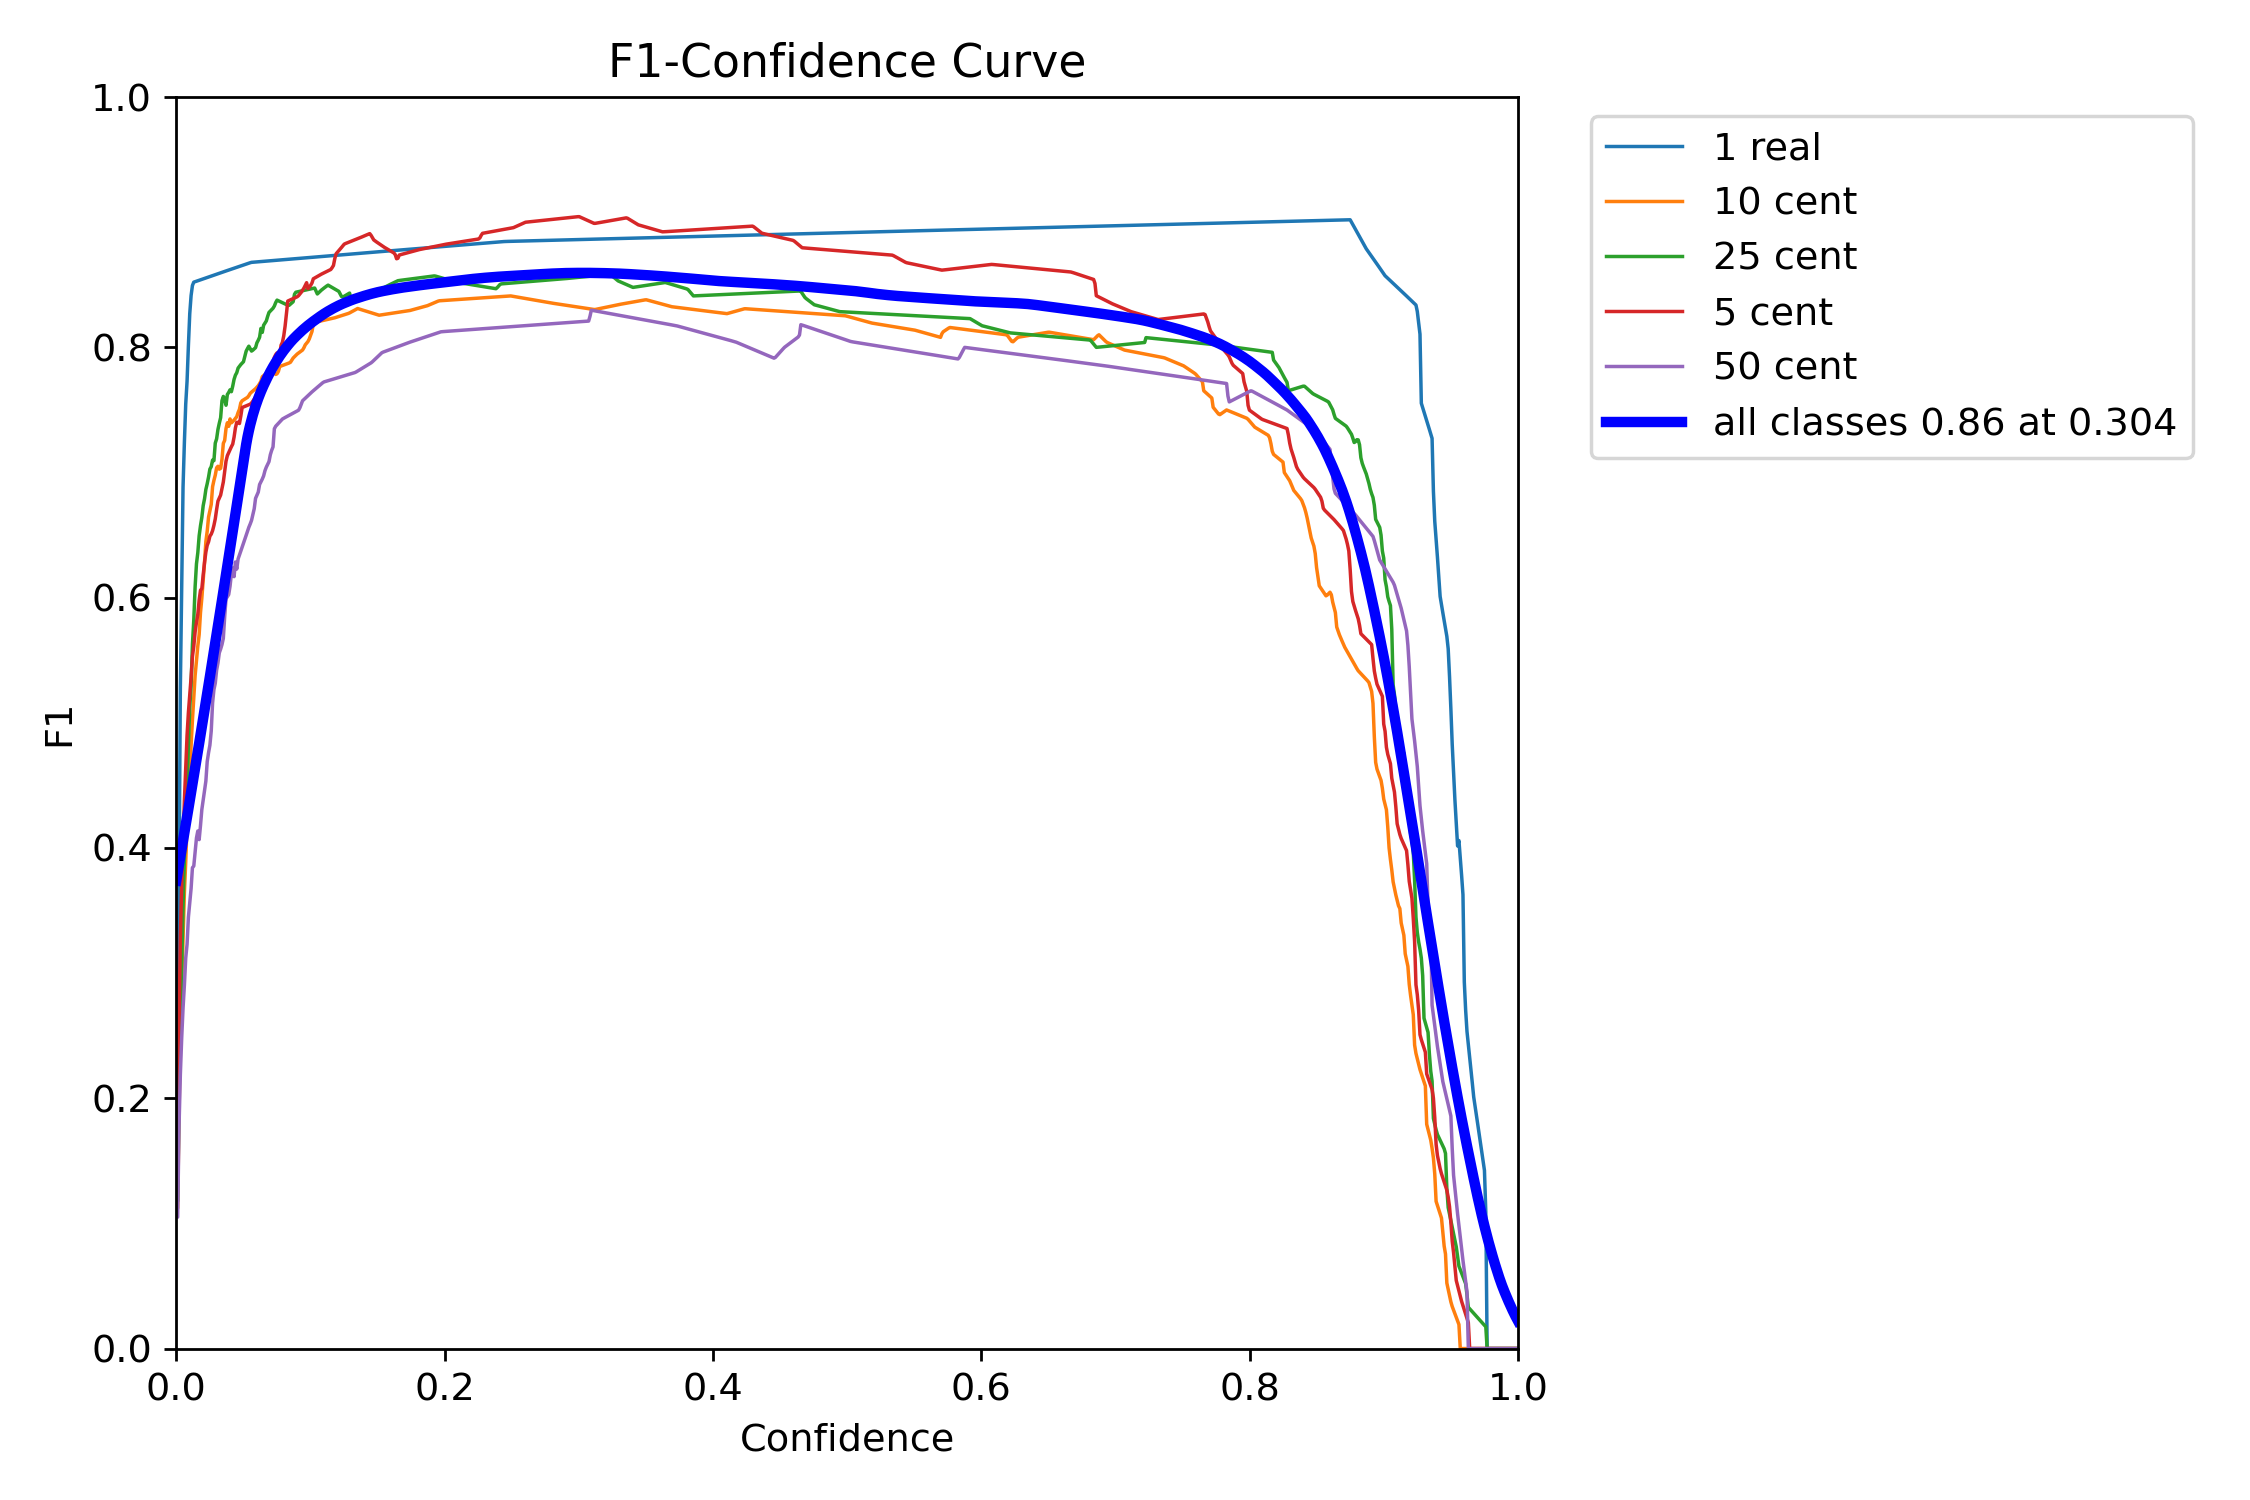 F1-Confidence Curve
1.0
0.8
0.6
0.4
0.2
0.0
F1
0.0 0.2 0.4 0.6 0.8 1.0
Confidence
1 real
10 cent
25 cent
5 cent
50 cent
all classes 0.86 at 0.304